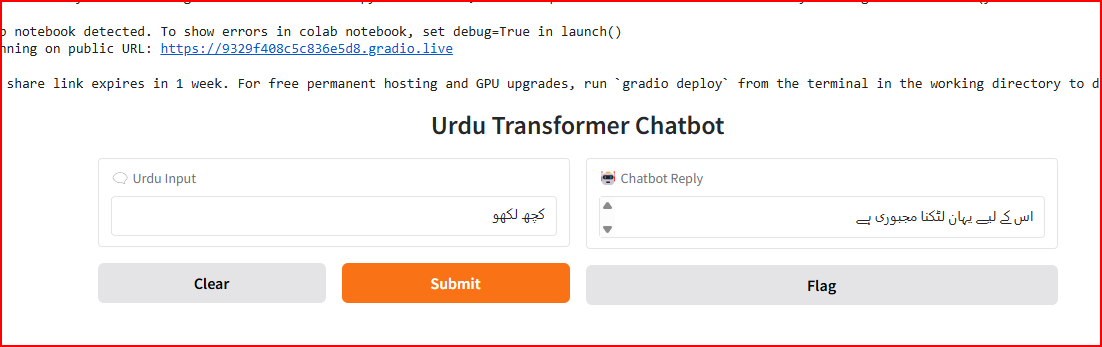 o notebook detected. To show errors in colab notebook, set debug=True in launch()
nning on public URL: https://9329f408c5c836e5d8.gradio.live
share link expires in 1 week. For free permanent hosting and GPU upgrades, run `gradio deploy` from the terminal in the working directory to d
Urdu Transformer Chatbot
Urdu Input
کچھ لکھو
Chatbot Reply
اس کے لیے یہان لٹکنا مجبوری ہے
Clear
Submit
Flag